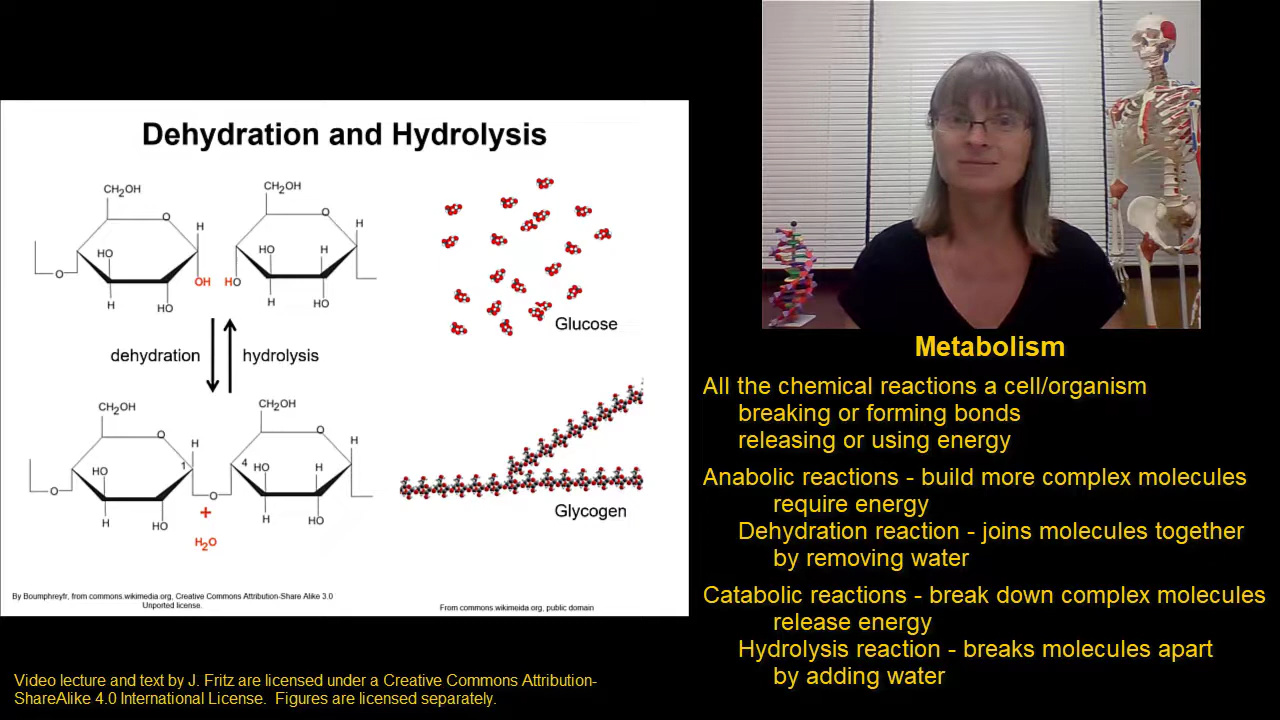 Dehydration and Hydrolysis
CH₂OH
CH₂OH
O
O
H
H
HO
HO
H
O
OH
HO
H
HO
H
HO
Glucose
dehydration
hydrolysis
CH₂OH
CH₂OH
O
O
H
H
1
4
HO
HO
H
O
O
H
HO
H
HO
+
H₂O
Glycogen
By Boumphreyfr, from commons.wikimedia.org, Creative Commons Attribution-Share Alike 3.0
Unported license.
From commons.wikimeida.org, public domain
Metabolism
All the chemical reactions a cell/organism
breaking or forming bonds
releasing or using energy
Anabolic reactions - build more complex molecules
require energy
Dehydration reaction - joins molecules together
by removing water
Catabolic reactions - break down complex molecules
release energy
Hydrolysis reaction - breaks molecules apart
by adding water
Video lecture and text by J. Fritz are licensed under a Creative Commons Attribution-
ShareAlike 4.0 International License.  Figures are licensed separately.